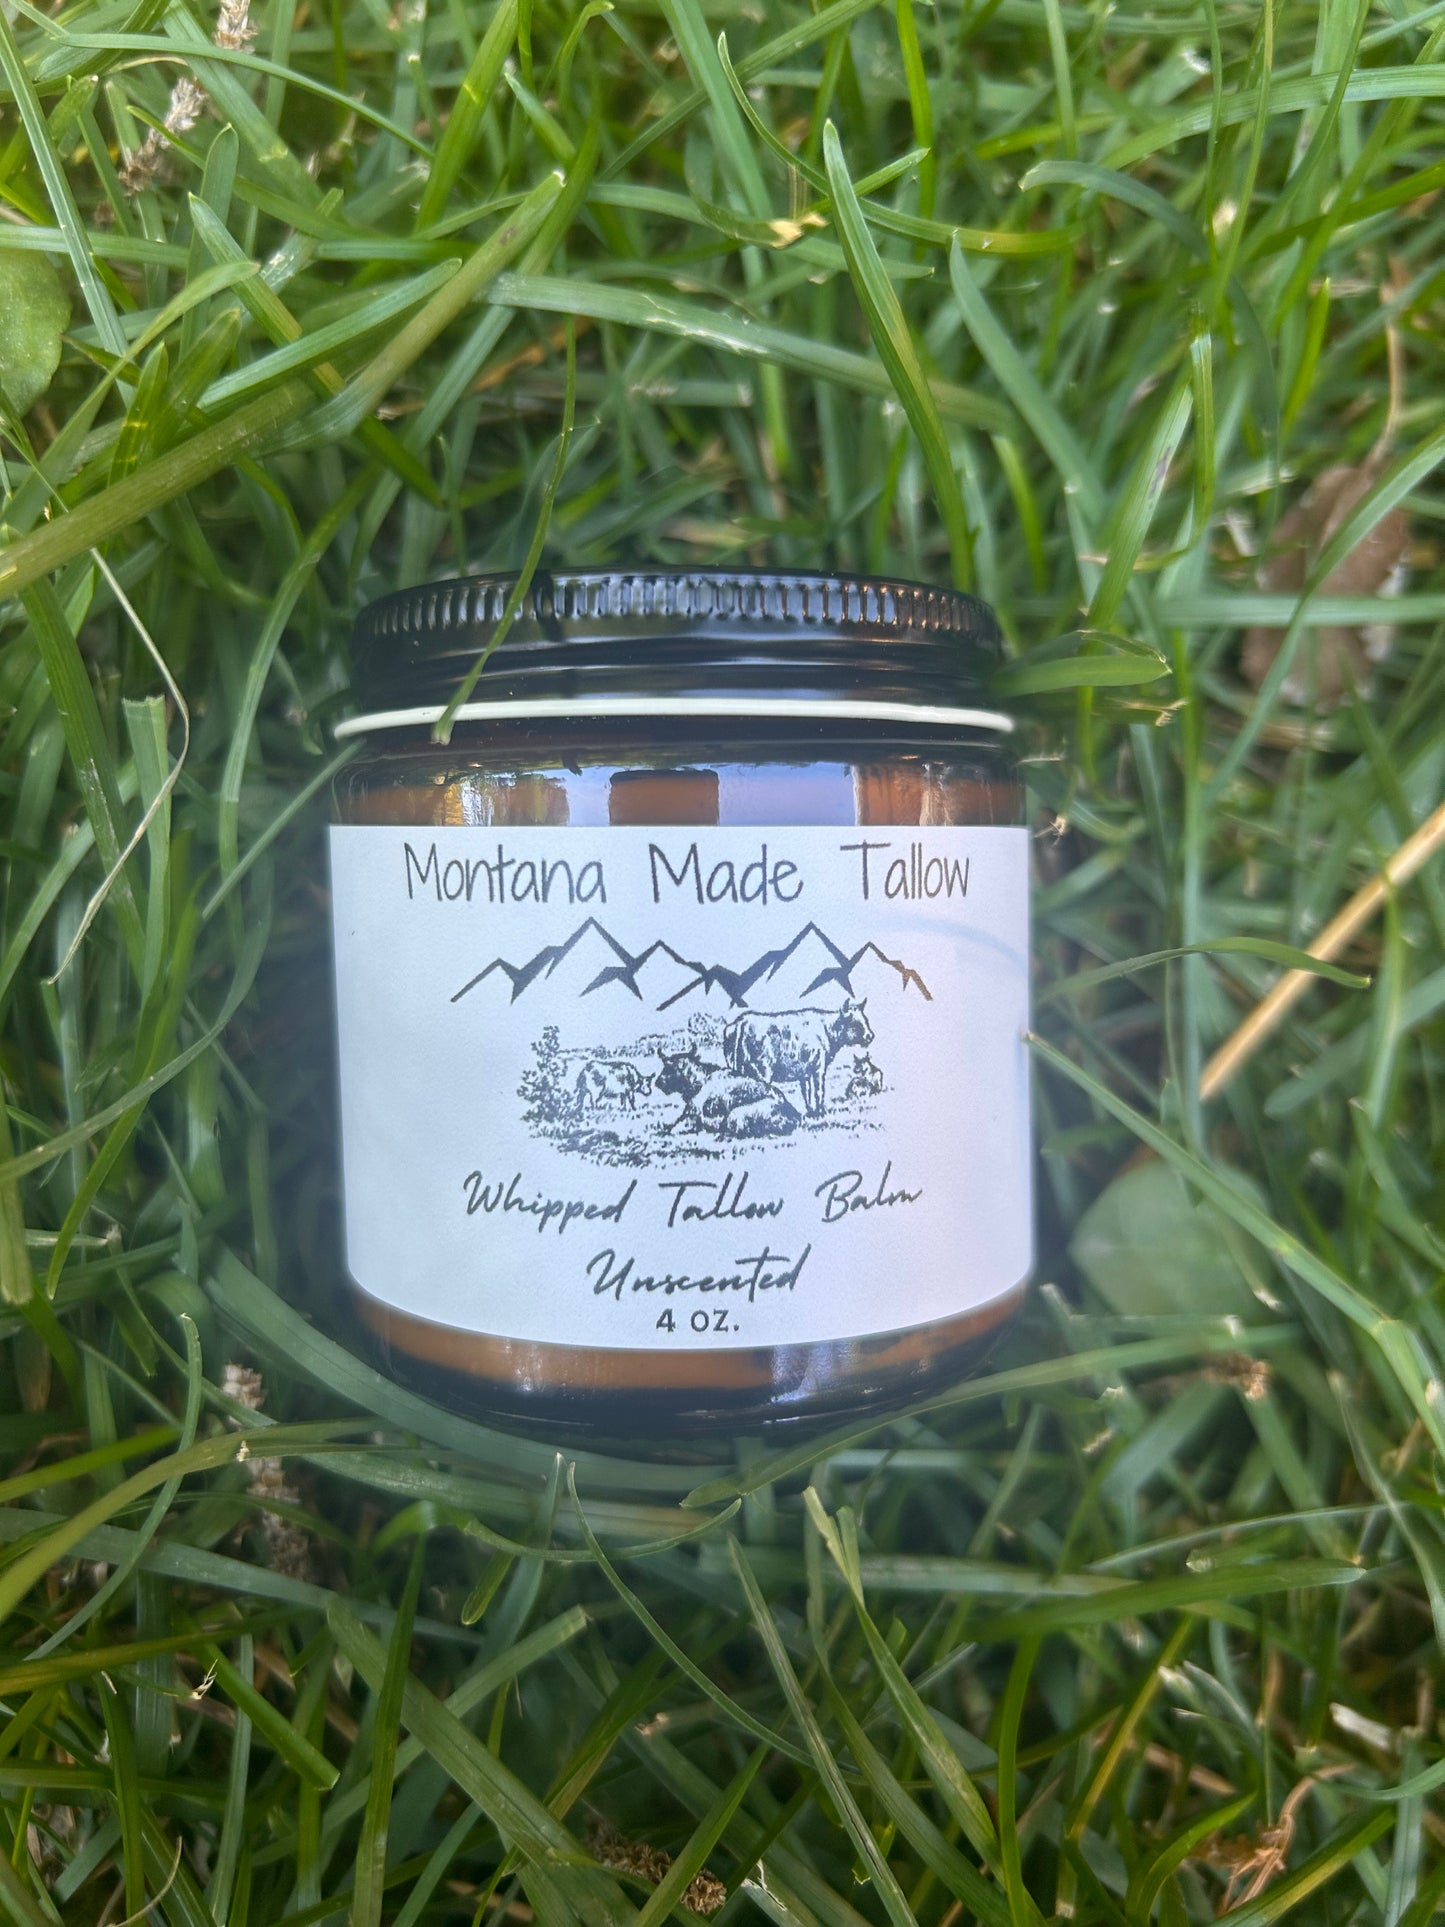 Montana Made Tallow
Whipped Tallow Balm
Unscented
4 OZ.